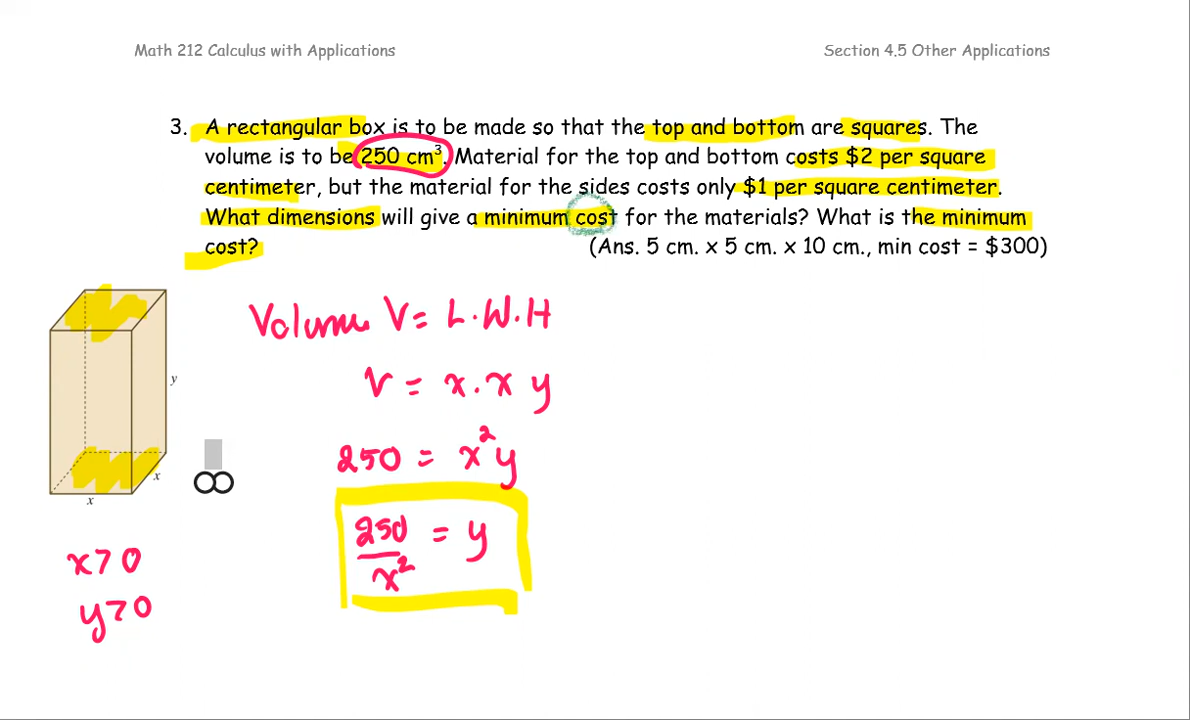 Math 212 Calculus with Applications
Section 4.5 Other Applications
3. A rectangular box is to be made so that the top and bottom are squares. The
volume is to be 250 cm³. Material for the top and bottom costs $2 per square
centimeter, but the material for the sides costs only $1 per square centimeter.
What dimensions will give a minimum cost for the materials? What is the minimum
cost? (Ans. 5 cm. x 5 cm. x 10 cm., min cost = $300)
Volume V = L·W·H
V = x·x y
250 = x² y
250/x² = y
y
x
x
x>0
y>0